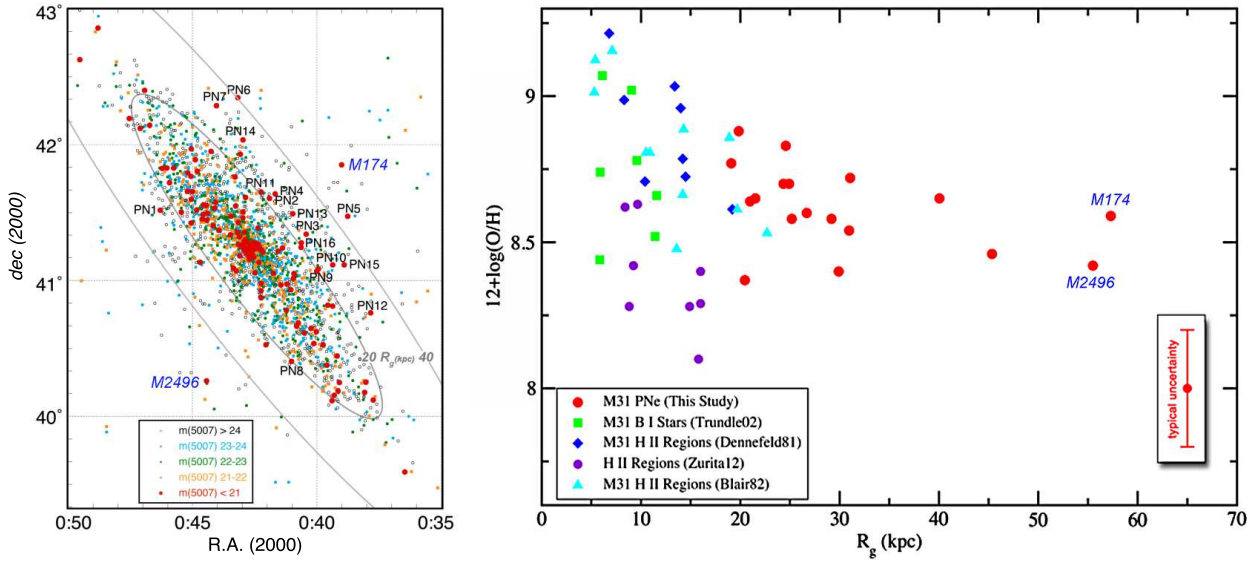 43°
42°
41°
40°
dec (2000)
PN6
PN7
PN14
M174
PN11
PN4
PN2
PN1
PN13
PN5
PN3
PN16
PN10
PN15
PN9
PN12
20 Rg(kpc) 40
PN8
M2496
m(5007) > 24
m(5007) 23-24
m(5007) 22-23
m(5007) 21-22
m(5007) < 21
0:50 0:45 0:40 0:35
R.A. (2000)
12+log(O/H)
9
8.5
8
M174
M2496
typical uncertainty
M31 PNe (This Study)
M31 B I Stars (Trundle02)
M31 H II Regions (Dennefeld81)
H II Regions (Zurita12)
M31 H II Regions (Blair82)
0 10 20 30 40 50 60 70
Rg (kpc)